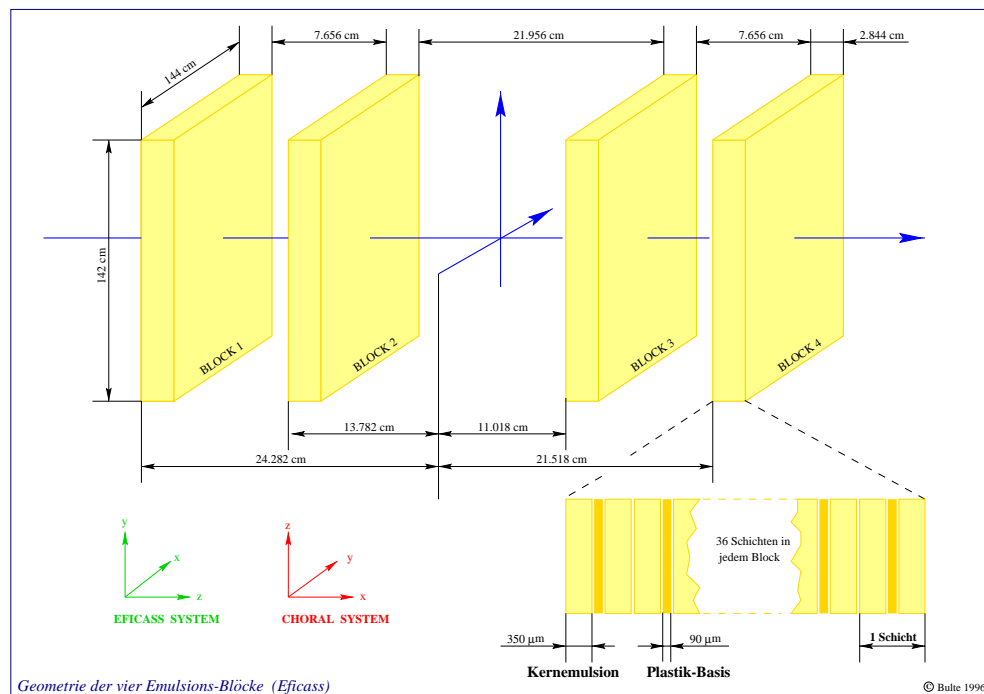 7.656 cm
21.956 cm
7.656 cm
2.844 cm
144 cm
142 cm
BLOCK 1
BLOCK 2
BLOCK 3
BLOCK 4
13.782 cm
11.018 cm
24.282 cm
21.518 cm
y
x
z
EFICASS SYSTEM
z
y
x
CHORAL SYSTEM
36 Schichten in
jedem Block
350 µm
90 µm
1 Schicht
Kernemulsion
Plastik-Basis
Geometrie der vier Emulsions-Blöcke (Eficass)
© Bulte 1996